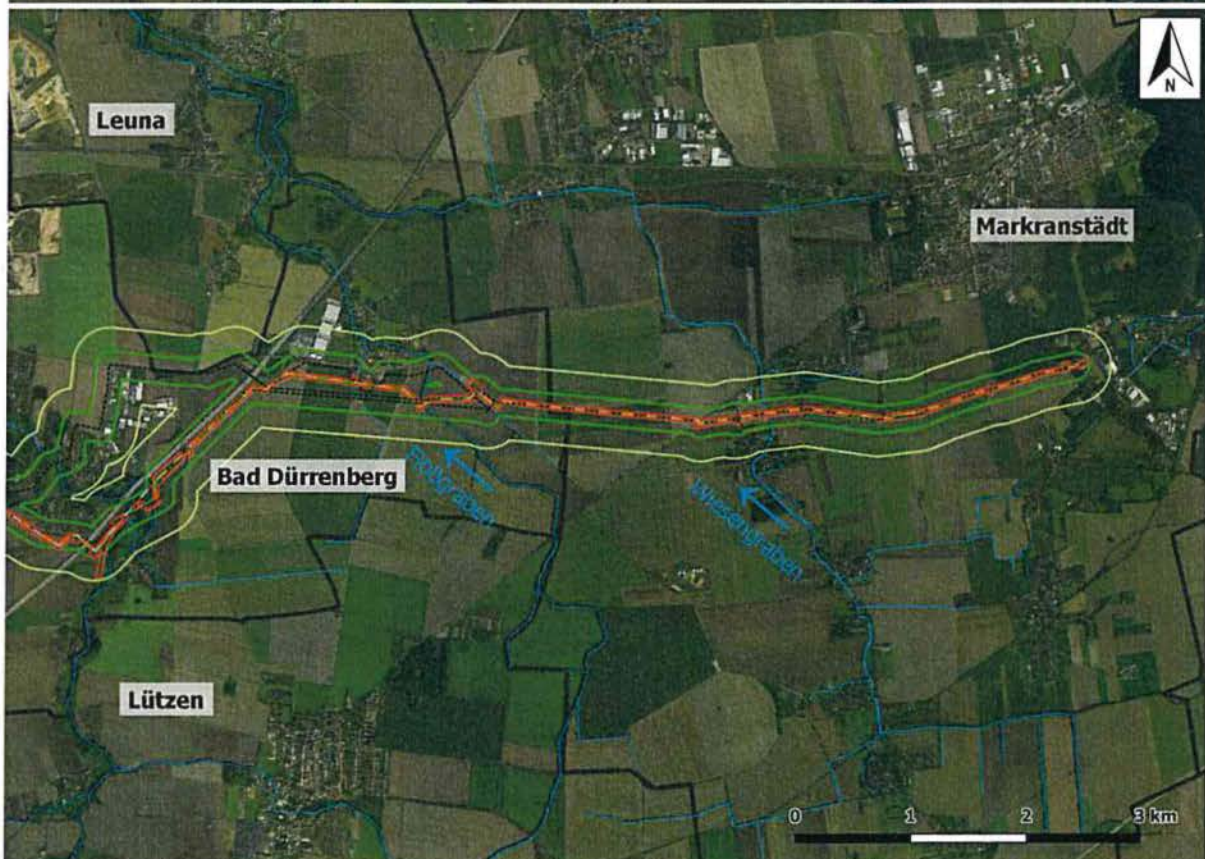 N
Leuna
Markranstädt
Bad Dürrenberg
Floßgraben
Wiesengraben
Lützen
0 1 2 3 km